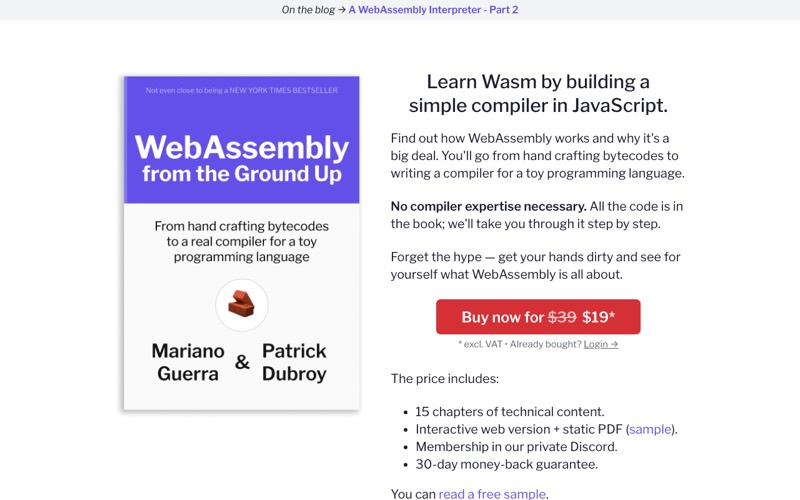 On the blog → A WebAssembly Interpreter - Part 2
Not even close to being a NEW YORK TIMES BESTSELLER
WebAssembly
from the Ground Up
From hand crafting bytecodes
to a real compiler for a toy
programming language
Mariano
Guerra
&
Patrick
Dubroy
Learn Wasm by building a
simple compiler in JavaScript.
Find out how WebAssembly works and why it's a
big deal. You'll go from hand crafting bytecodes to
writing a compiler for a toy programming language.
No compiler expertise necessary. All the code is in
the book; we'll take you through it step by step.
Forget the hype — get your hands dirty and see for
yourself what WebAssembly is all about.
Buy now for $39 $19*
* excl. VAT • Already bought? Login →
The price includes:
• 15 chapters of technical content.
• Interactive web version + static PDF (sample).
• Membership in our private Discord.
• 30-day money-back guarantee.
You can read a free sample.